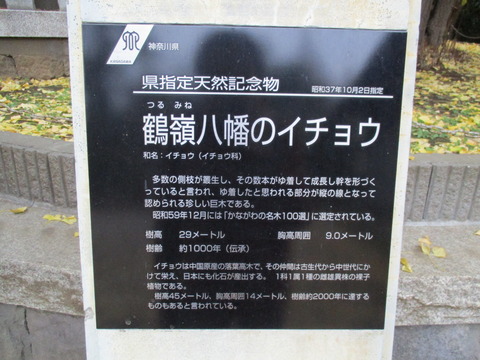 神奈川県
県指定天然記念物
昭和37年10月2日指定
つる みね
鶴嶺八幡のイチョウ
和名：イチョウ（イチョウ科）
多数の側枝が叢生し、その数本がゆ着して成長し幹を形づく
っていると言われ、ゆ着したと思われる部分が縦の線となって
認められる珍しい巨木である。
昭和59年12月には「かながわの名木100選」に選定されている。
樹高 29メートル 胸高周囲 9.0メートル
樹齢 約1000年（伝承）
イチョウは中国原産の落葉高木で、その仲間は古生代から中世代にか
けて栄え、日本にも化石が産出する。 1科1属1種の雌雄異株の裸子
植物である。
樹高45メートル、胸高周囲14メートル、樹齢約2000年に達する
ものもあると言われている。